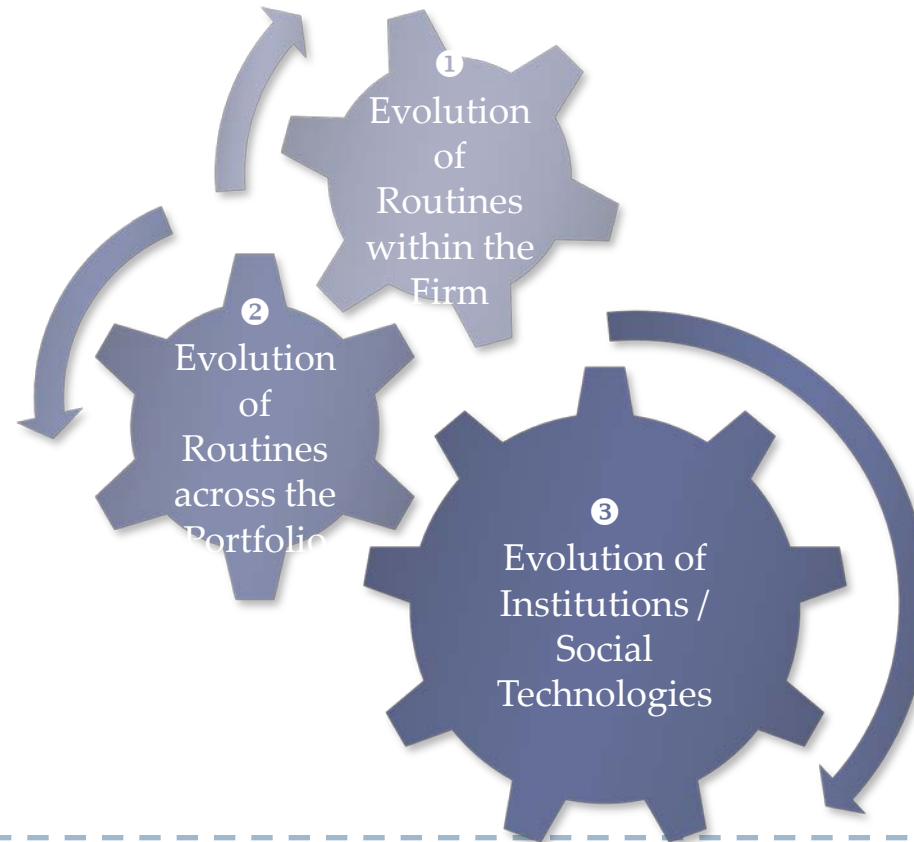 ❶
Evolution
of
Routines
within the
Firm
❷
Evolution
of
Routines
across the
Portfolio
❸
Evolution of
Institutions /
Social
Technologies